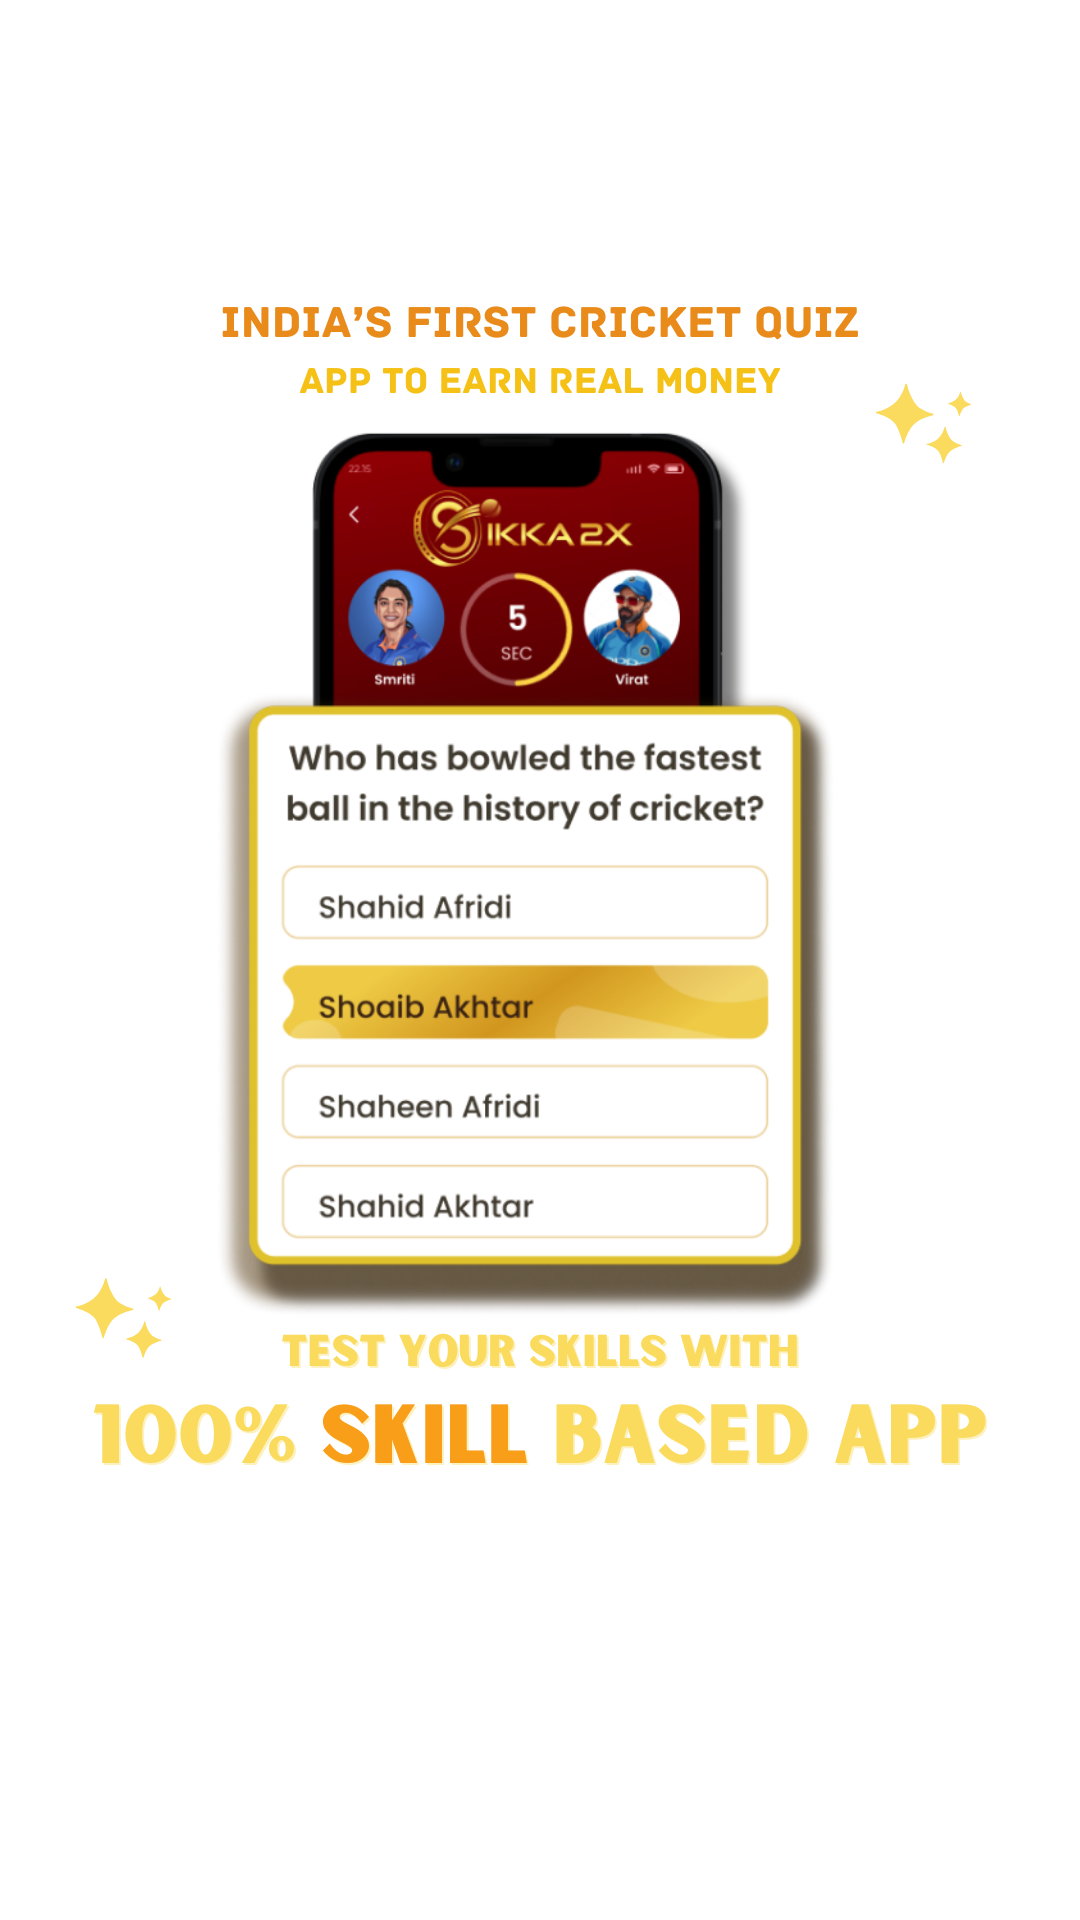 INDIA'S FIRST CRICKET QUIZ
APP TO EARN REAL MONEY
22:15
SIKKA2X
5
SEC
Smriti
Virat
Who has bowled the fastest
ball in the history of cricket?
Shahid Afridi
Shoaib Akhtar
Shaheen Afridi
Shahid Akhtar
TEST YOUR SKILLS WITH
100% SKILL BASED APP